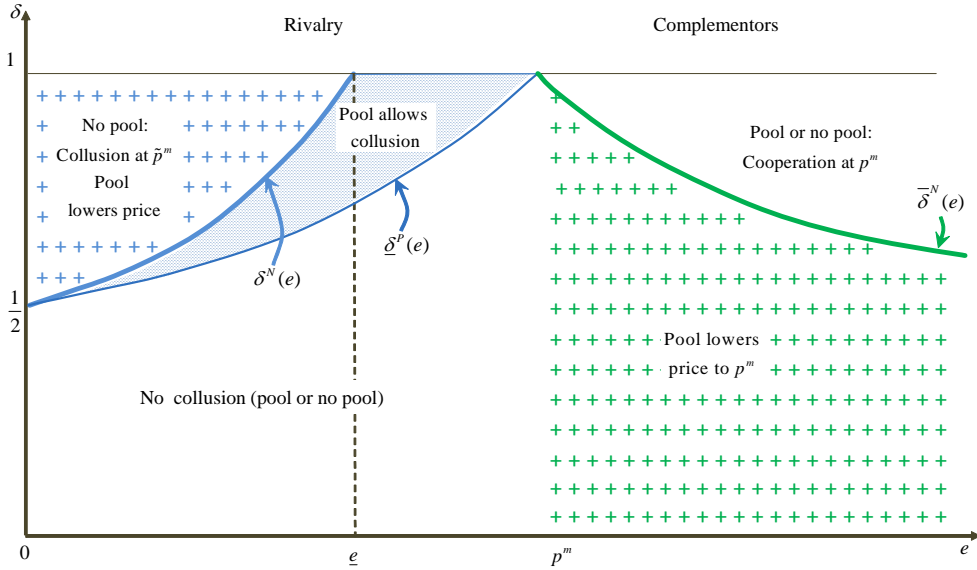 δ
Rivalry
Complementors
1
No pool:
Collusion at p̃ᵐ
Pool
lowers price
Pool allows
collusion
Pool or no pool:
Cooperation at pᵐ
δ̅ᴺ(e)
δᴺ(e)
δ̲ᴾ(e)
1
2
Pool lowers
price to pᵐ
No collusion (pool or no pool)
0
e̲
pᵐ
e